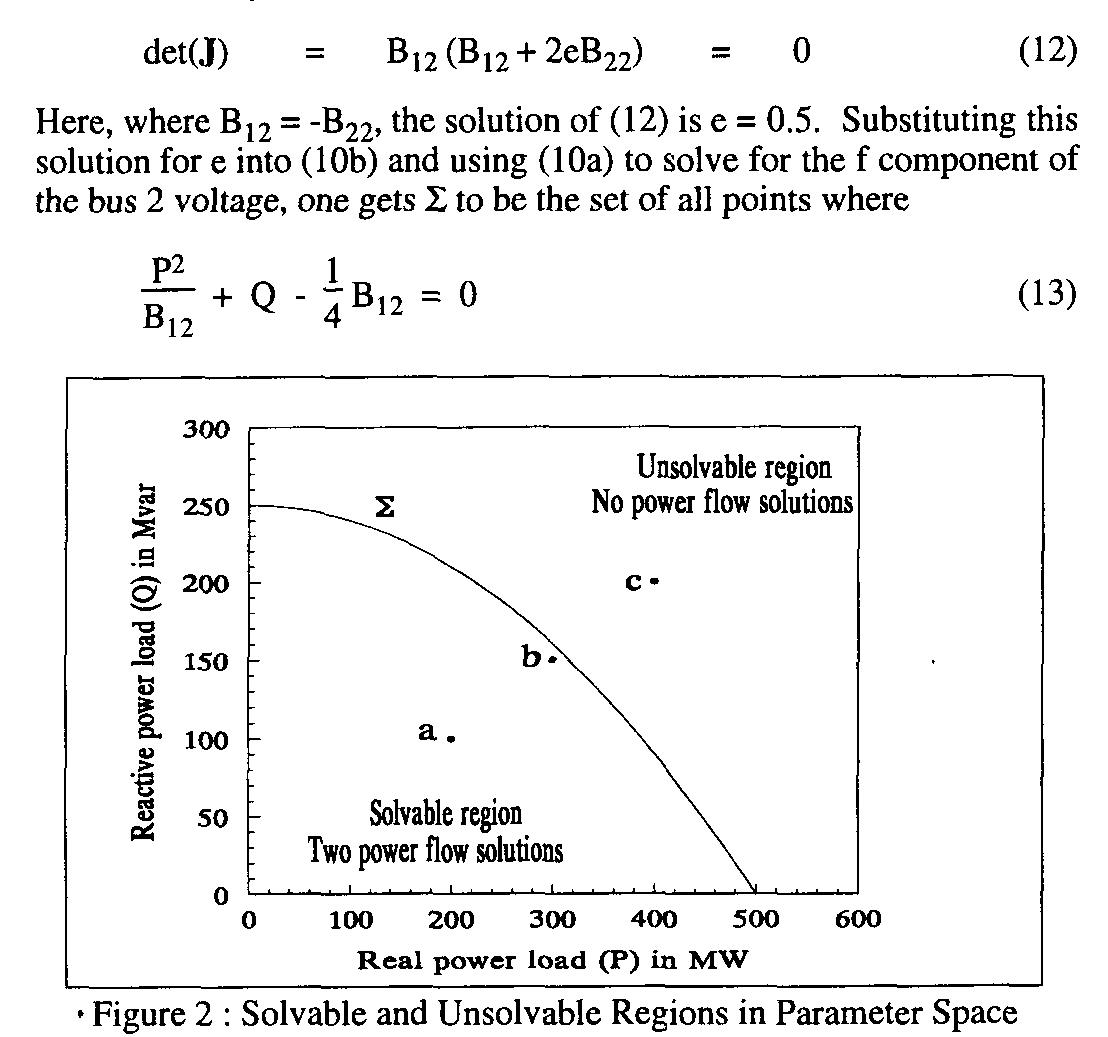 det(J) = B12 (B12 + 2eB22) = 0 (12)
Here, where B12 = -B22, the solution of (12) is e = 0.5. Substituting this
solution for e into (10b) and using (10a) to solve for the f component of
the bus 2 voltage, one gets Σ to be the set of all points where
P2/B12 + Q - 1/4 B12 = 0 (13)
300
Unsolvable region
No power flow solutions
250
Σ
Reactive power load (Q) in Mvar
200
c
150
b
100
a
50
Solvable region
Two power flow solutions
0
0 100 200 300 400 500 600
Real power load (P) in MW
Figure 2 : Solvable and Unsolvable Regions in Parameter Space